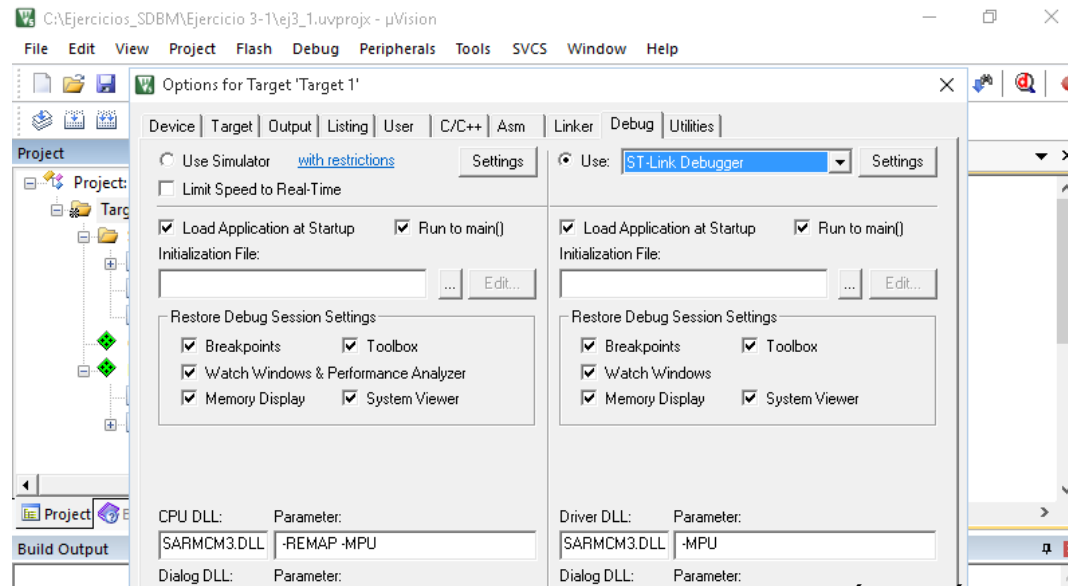 C:\Ejercicios_SDBM\Ejercicio 3-1\ej3_1.uvprojx - µVision
File Edit View Project Flash Debug Peripherals Tools SVCS Window Help
Options for Target 'Target 1'
Device Target Output Listing User C/C++ Asm Linker Debug Utilities
Project
Project:
Targ
Use Simulator with restrictions Settings
Limit Speed to Real-Time
Load Application at Startup Run to main()
Initialization File:
... Edit...
Restore Debug Session Settings
Breakpoints Toolbox
Watch Windows & Performance Analyzer
Memory Display System Viewer
CPU DLL: Parameter:
SARMCM3.DLL -REMAP -MPU
Dialog DLL: Parameter:
Use: ST-Link Debugger Settings
Load Application at Startup Run to main()
Initialization File:
... Edit...
Restore Debug Session Settings
Breakpoints Toolbox
Watch Windows
Memory Display System Viewer
Driver DLL: Parameter:
SARMCM3.DLL -MPU
Dialog DLL: Parameter:
Project
Build Output